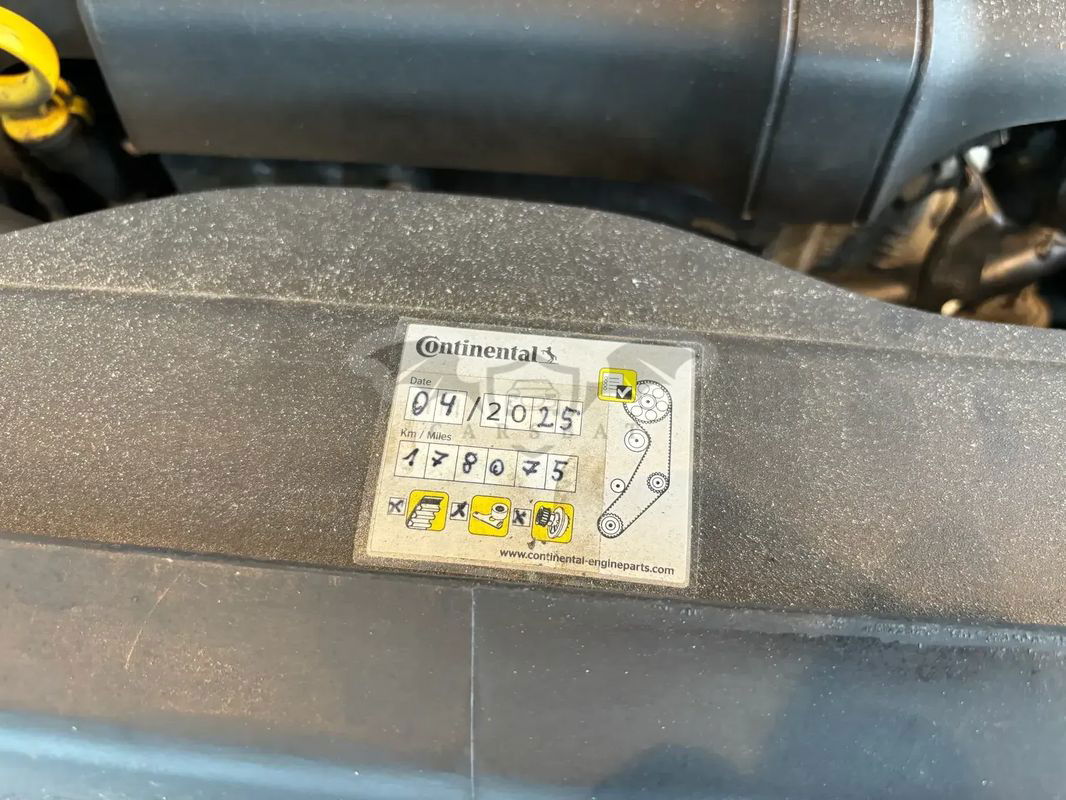 Continental
Date
04/2025
Km / Miles
178075
www.continental-engineparts.com